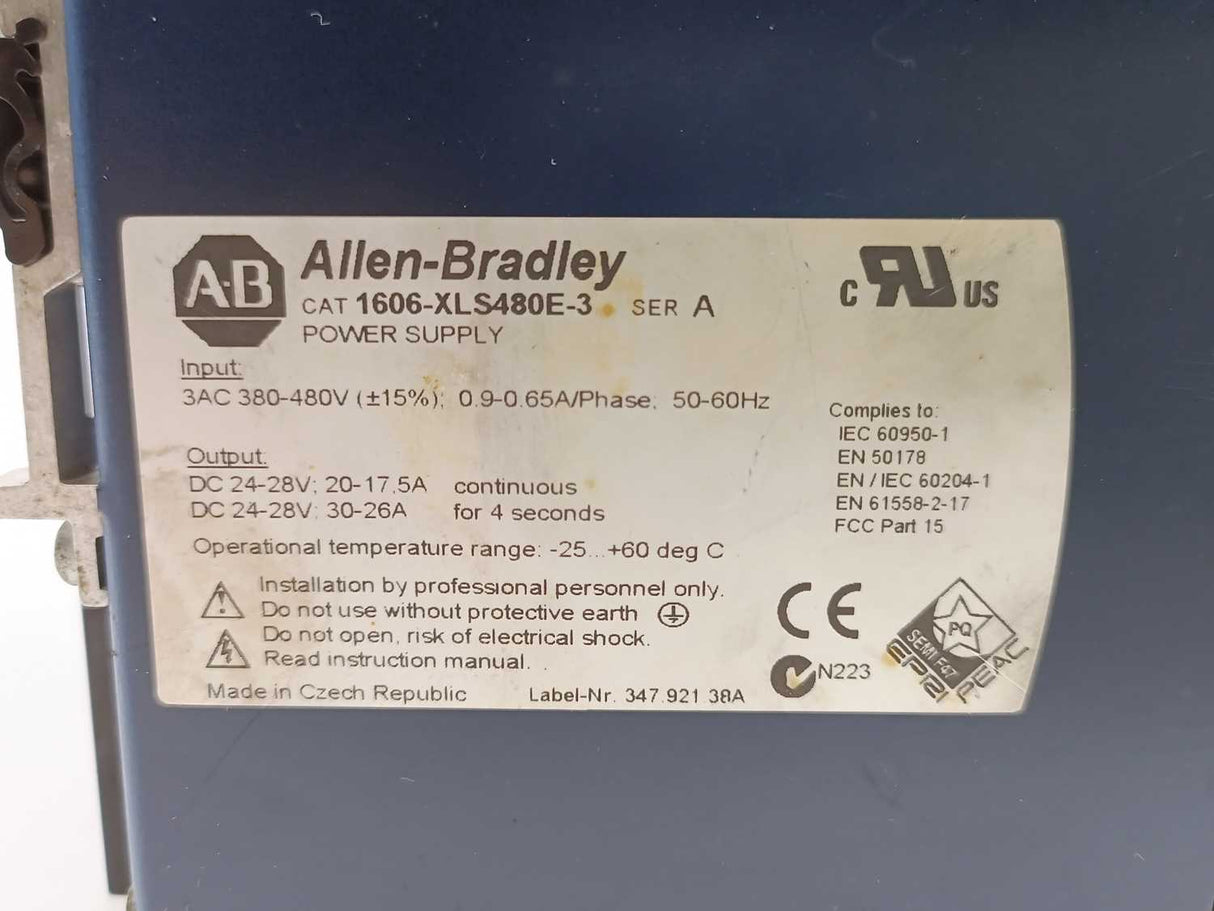 A-B Allen-Bradley
CAT 1606-XLS480E-3 SER A
POWER SUPPLY
C RU US
Input:
3AC 380-480V (±15%); 0.9-0.65A/Phase; 50-60Hz
Output:
DC 24-28V; 20-17,5A continuous
DC 24-28V; 30-26A for 4 seconds
Operational temperature range: -25...+60 deg C
Installation by professional personnel only.
Do not use without protective earth
Do not open, risk of electrical shock.
Read instruction manual.
Made in Czech Republic Label-Nr. 347.921 38A
Complies to:
IEC 60950-1
EN 50178
EN / IEC 60204-1
EN 61558-2-17
FCC Part 15
CE
N223
PQ
SEMI F47
EPRI PEAC